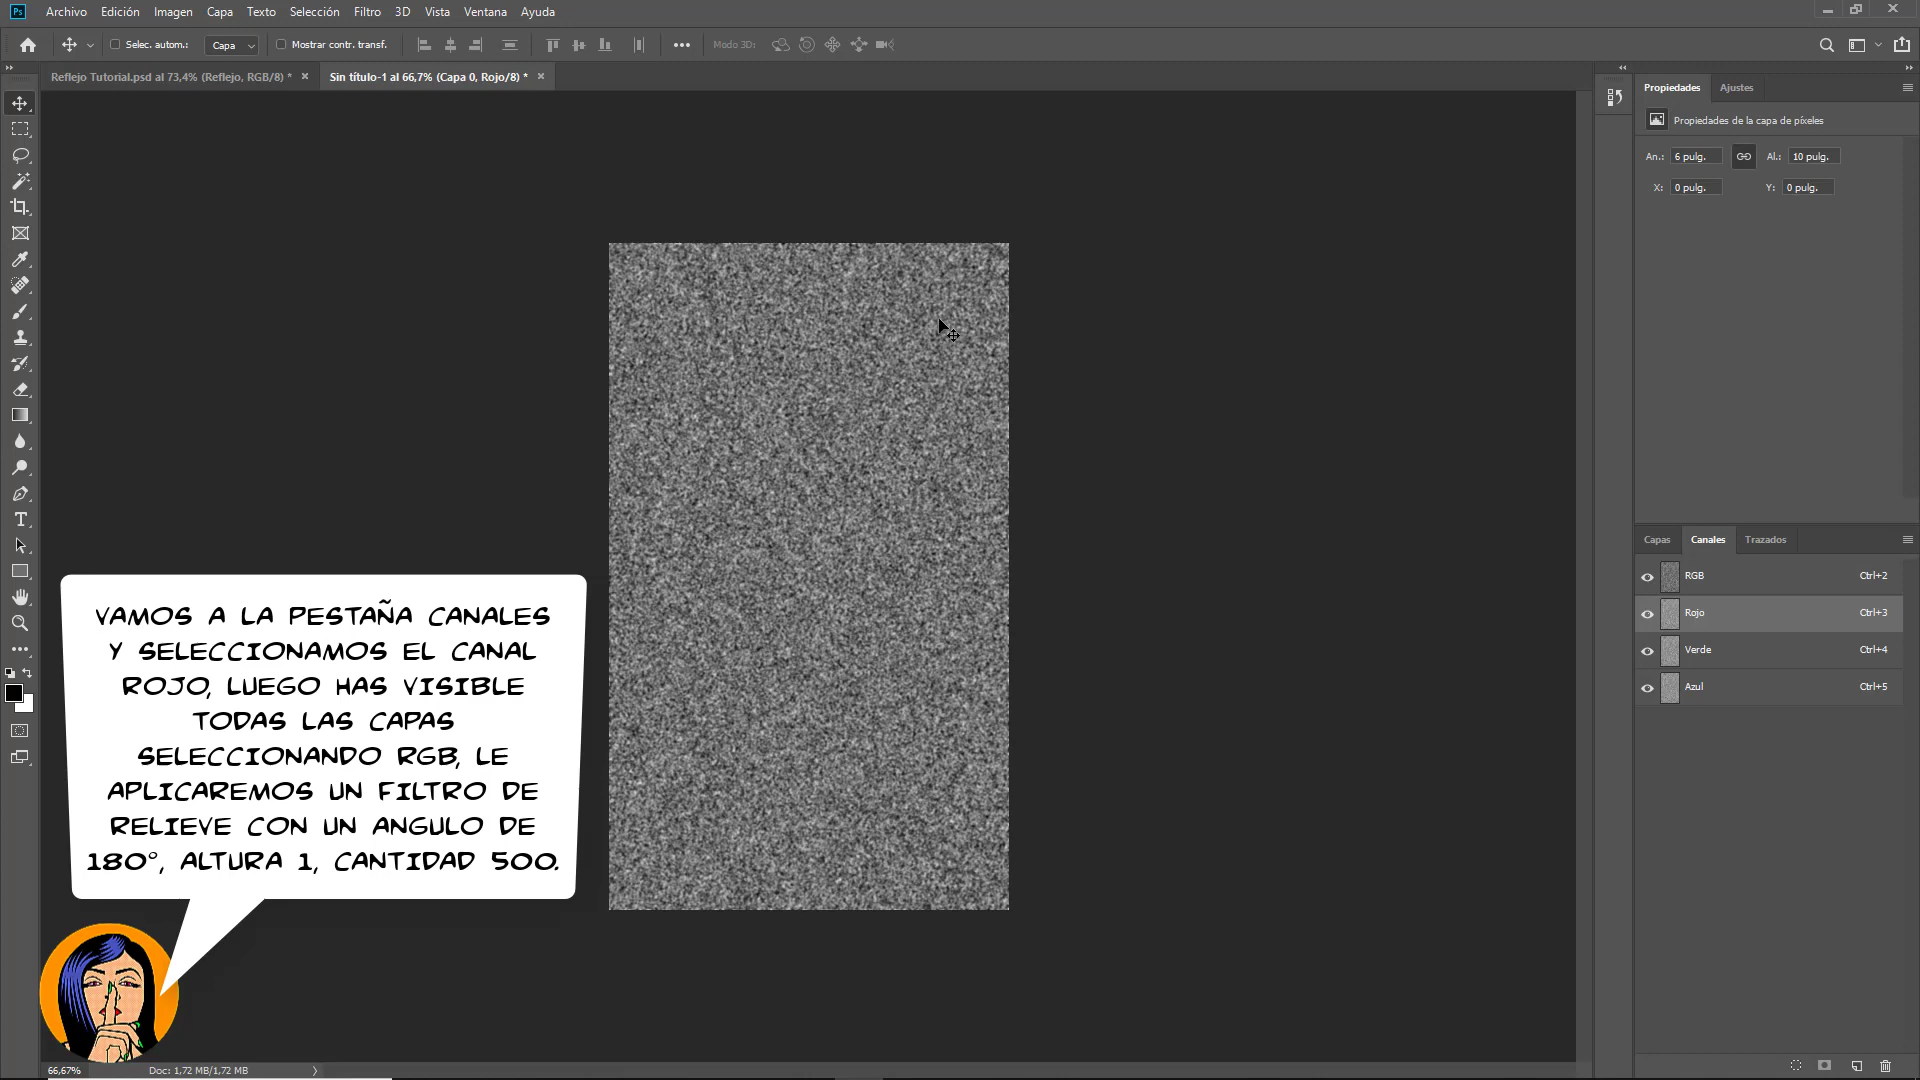 Ps Archivo Edición Imagen Capa Texto Selección Filtro 3D Vista Ventana Ayuda
Selec. autom.: Capa Mostrar contr. transf. Modo 3D:
Reflejo Tutorial.psd al 73,4% (Reflejo, RGB/8) * Sin título-1 al 66,7% (Capa 0, Rojo/8) *
Propiedades Ajustes
Propiedades de la capa de píxeles
An.: 6 pulg. Al.: 10 pulg.
X: 0 pulg. Y: 0 pulg.
Capas Canales Trazados
RGB Ctrl+2
Rojo Ctrl+3
Verde Ctrl+4
Azul Ctrl+5
VAMOS A LA PESTAÑA CANALES
Y SELECCIONAMOS EL CANAL
ROJO, LUEGO HAS VISIBLE
TODAS LAS CAPAS
SELECCIONANDO RGB, LE
APLICAREMOS UN FILTRO DE
RELIEVE CON UN ANGULO DE
180°, ALTURA 1, CANTIDAD 500.
66,67% Doc: 1,72 MB/1,72 MB